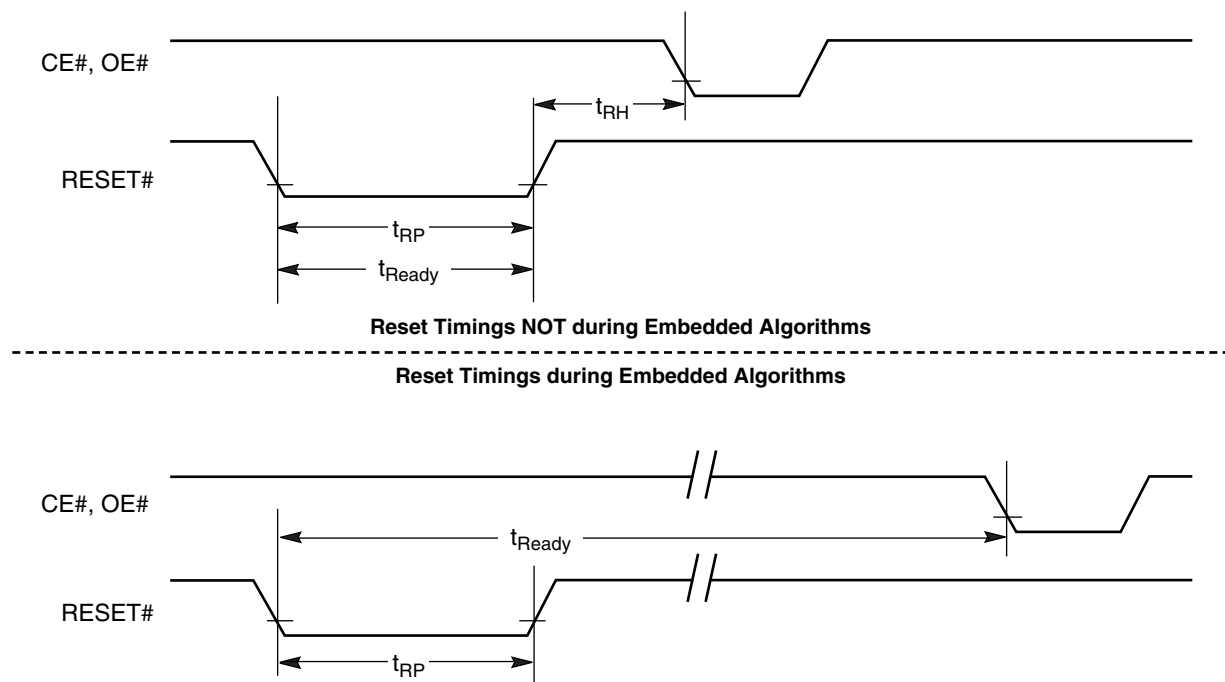 CE#, OE#
tRH
RESET#
tRP
tReady
Reset Timings NOT during Embedded Algorithms
Reset Timings during Embedded Algorithms
CE#, OE#
tReady
RESET#
tRP